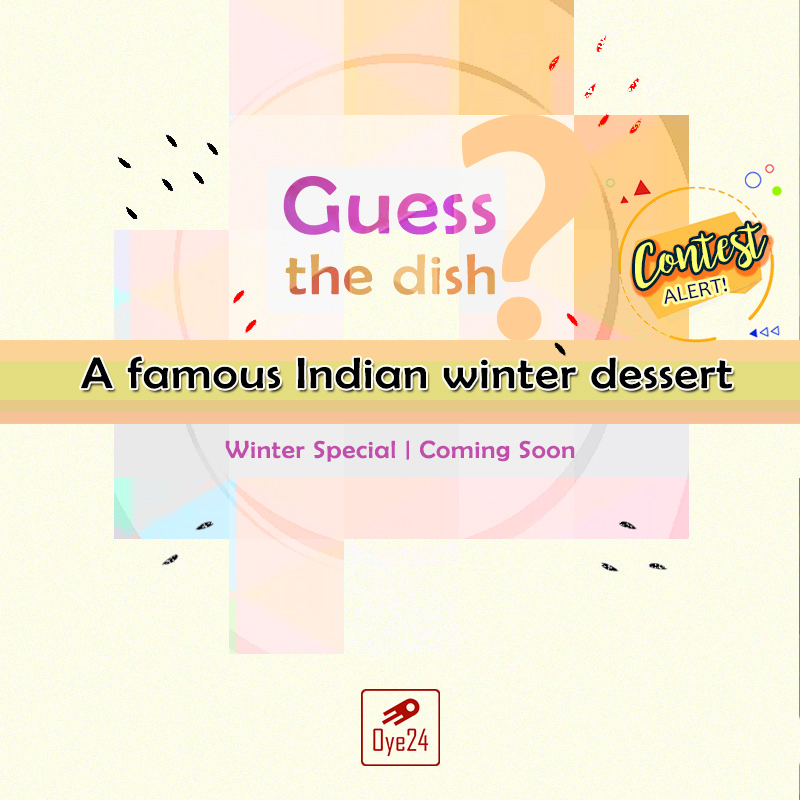 Guess
the dish
?
Contest
ALERT!
A famous Indian winter dessert
Winter Special | Coming Soon
Oye24